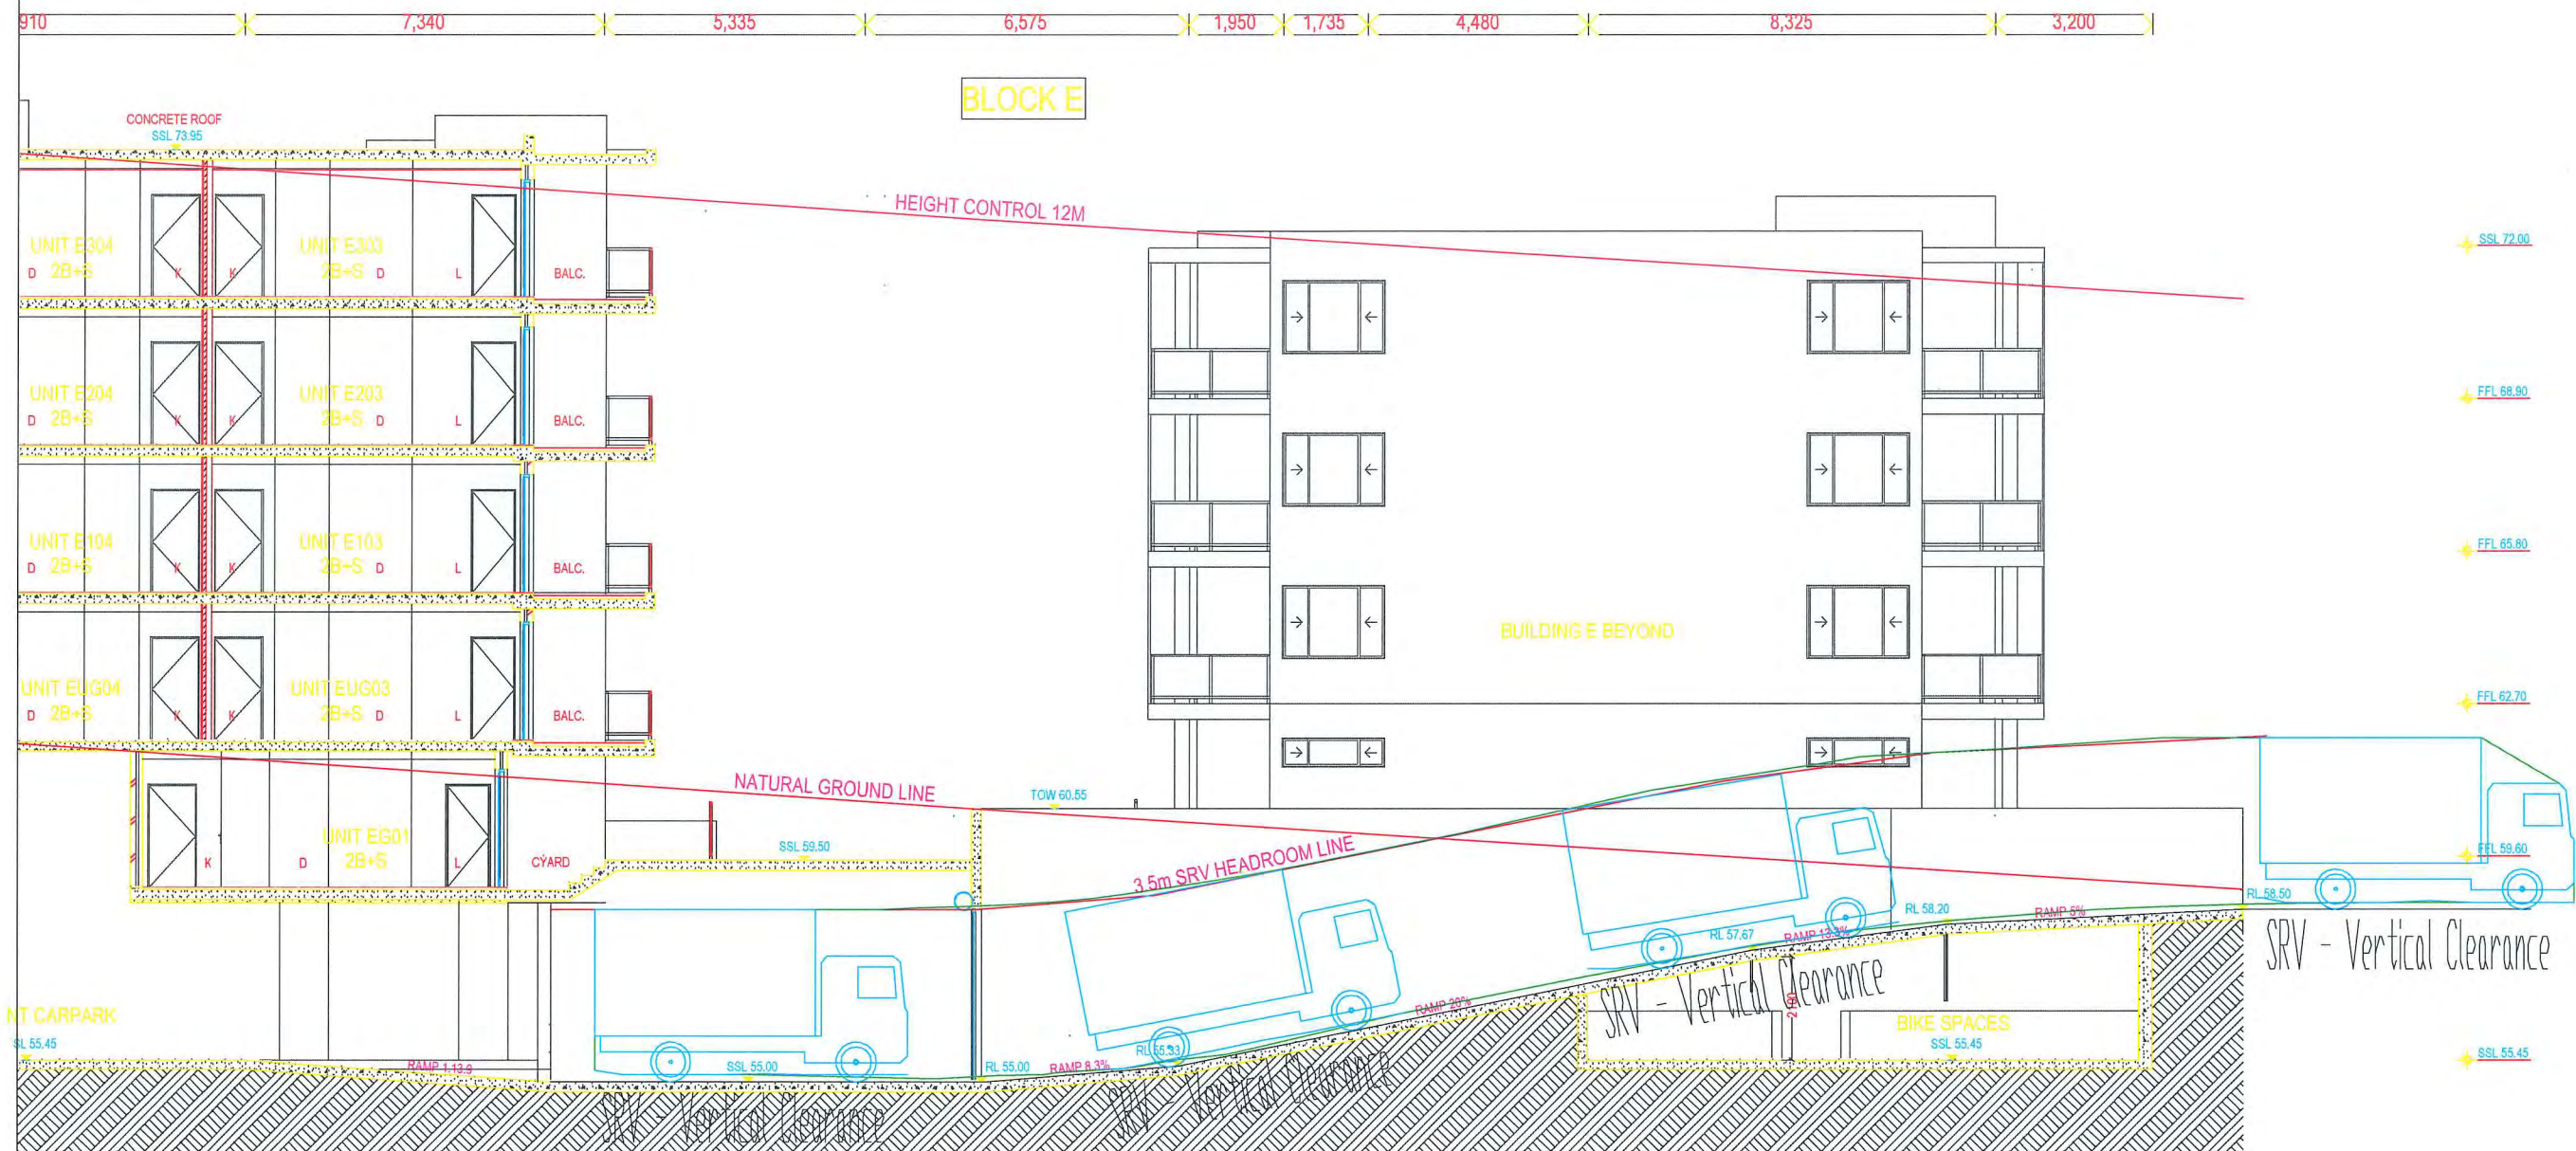 910 7,340 5,335 6,575 1,950 1,735 4,480 8,325 3,200
BLOCK E
CONCRETE ROOF
SSL 73.95
HEIGHT CONTROL 12M
UNIT E304
2B+S
D
K
K
UNIT E303
2B+S
D
L
BALC.
SSL 72.00
UNIT E204
2B+S
D
K
K
UNIT E203
2B+S
D
L
BALC.
FFL 68.90
UNIT E104
2B+S
D
K
K
UNIT E103
2B+S
D
L
BALC.
FFL 65.80
BUILDING E BEYOND
UNIT EUG04
2B+S
D
K
K
UNIT EUG03
2B+S
D
L
BALC.
FFL 62.70
NATURAL GROUND LINE
TOW 60.55
UNIT EG01
2B+S
K
D
L
CYARD
SSL 59.50
3.5m SRV HEADROOM LINE
FFL 59.60
RL 58.50
RL 58.20
RAMP 5%
RL 57.67
RAMP 13.3%
SRV - Vertical Clearance
SRV - Vertical Clearance
2100
RAMP 20%
NT CARPARK
SL 55.45
RAMP 1:13.9
SSL 55.00
RL 55.00
RAMP 8.3%
RL 55.33
BIKE SPACES
SSL 55.45
SSL 55.45
SRV - Vertical Clearance
SRV - Vertical Clearance